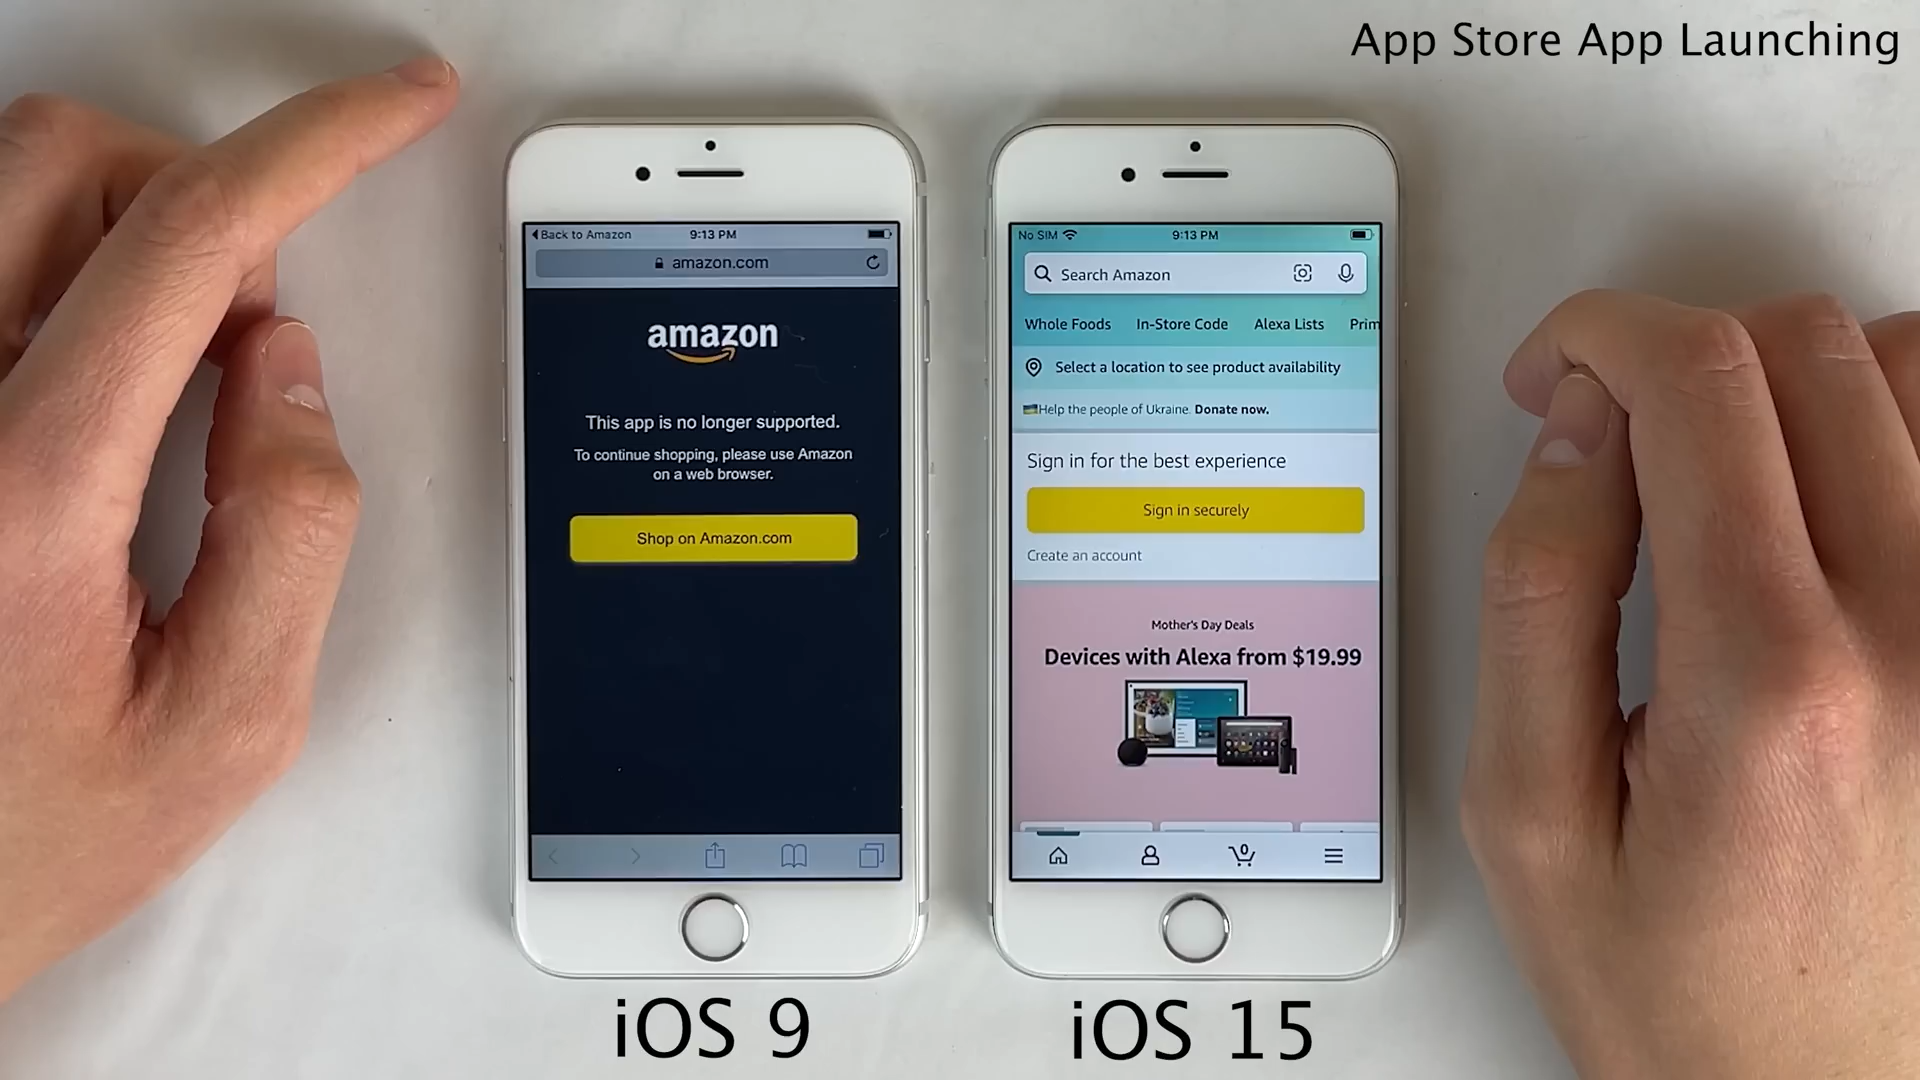 App Store App Launching
Back to Amazon 9:13 PM
amazon.com
amazon
This app is no longer supported.
To continue shopping, please use Amazon
on a web browser.
Shop on Amazon.com
iOS 9
No SIM 9:13 PM
Search Amazon
Whole Foods In-Store Code Alexa Lists Prim
Select a location to see product availability
Help the people of Ukraine. Donate now.
Sign in for the best experience
Sign in securely
Create an account
Mother's Day Deals
Devices with Alexa from $19.99
0
iOS 15